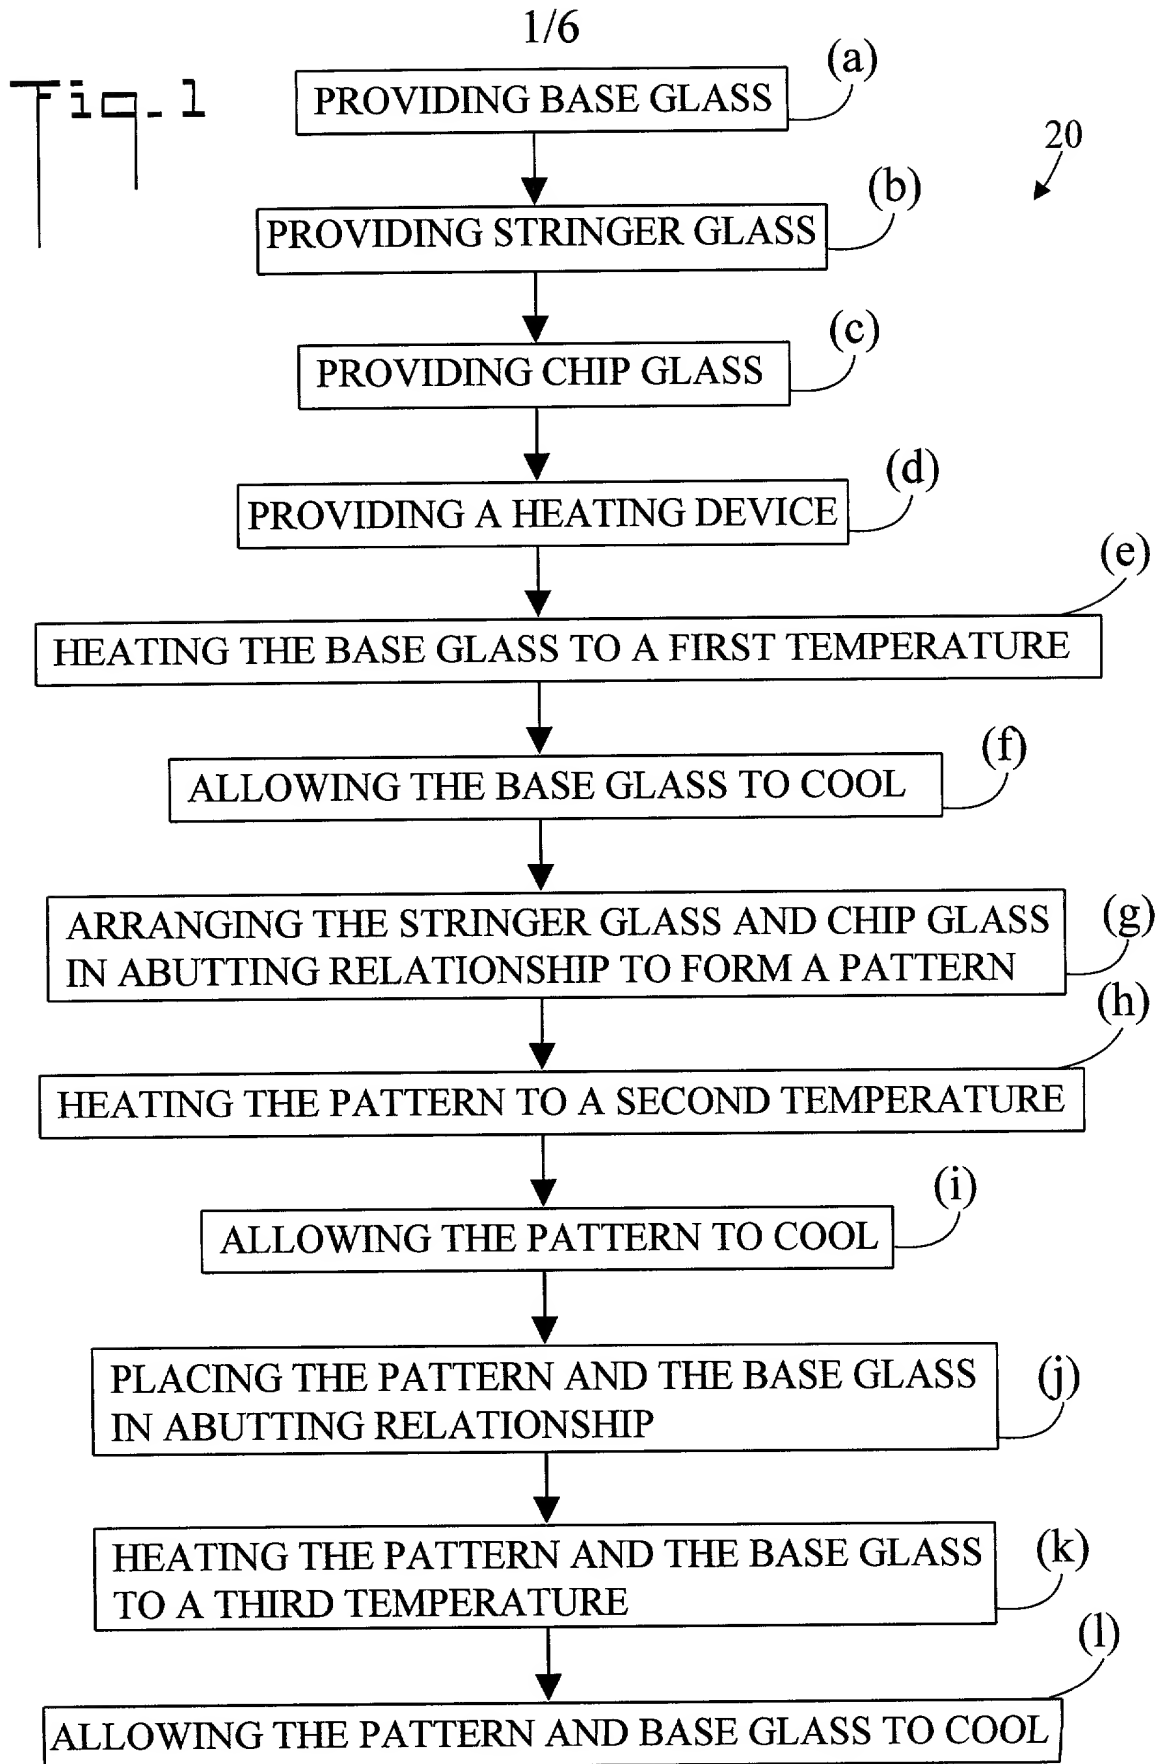 1/6
Fig. 1
PROVIDING BASE GLASS
(a)
20
PROVIDING STRINGER GLASS
(b)
PROVIDING CHIP GLASS
(c)
PROVIDING A HEATING DEVICE
(d)
HEATING THE BASE GLASS TO A FIRST TEMPERATURE
(e)
ALLOWING THE BASE GLASS TO COOL
(f)
ARRANGING THE STRINGER GLASS AND CHIP GLASS
IN ABUTTING RELATIONSHIP TO FORM A PATTERN
(g)
HEATING THE PATTERN TO A SECOND TEMPERATURE
(h)
ALLOWING THE PATTERN TO COOL
(i)
PLACING THE PATTERN AND THE BASE GLASS
IN ABUTTING RELATIONSHIP
(j)
HEATING THE PATTERN AND THE BASE GLASS
TO A THIRD TEMPERATURE
(k)
ALLOWING THE PATTERN AND BASE GLASS TO COOL
(l)